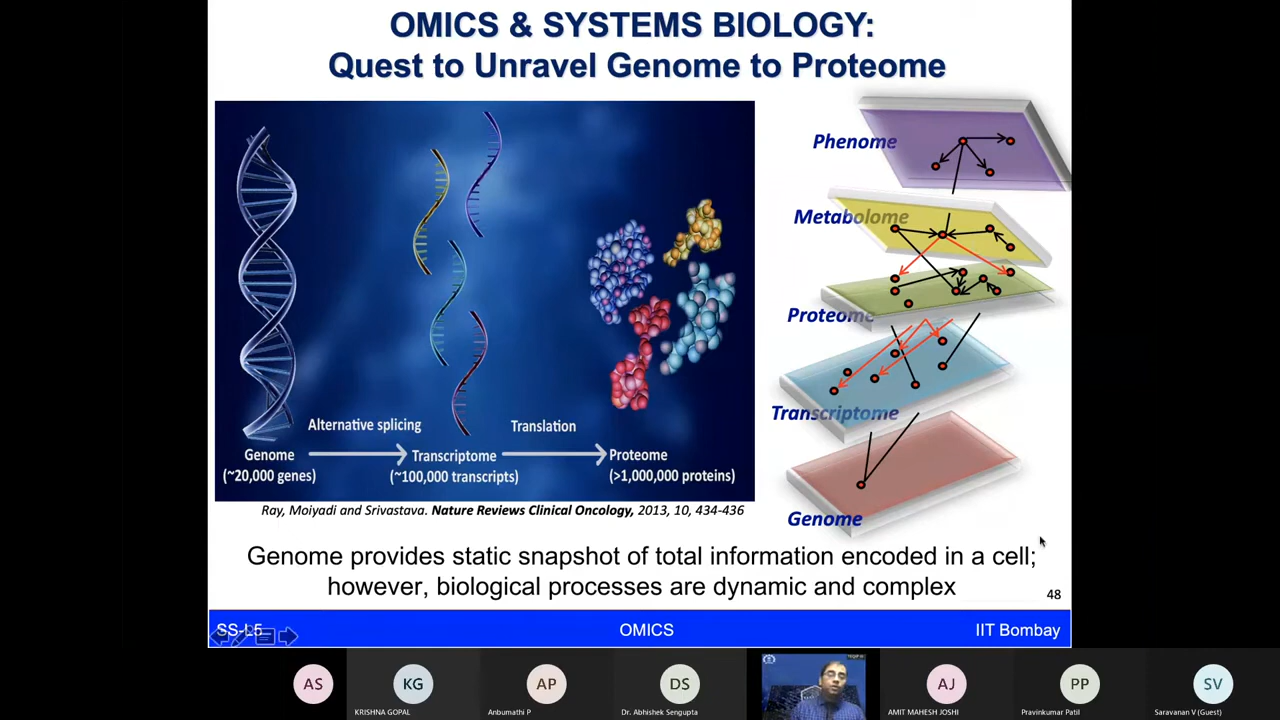 OMICS & SYSTEMS BIOLOGY:
Quest to Unravel Genome to Proteome
Alternative splicing
Translation
Genome
(~20,000 genes)
Transcriptome
(~100,000 transcripts)
Proteome
(>1,000,000 proteins)
Ray, Moiyadi and Srivastava. Nature Reviews Clinical Oncology, 2013, 10, 434-436
Phenome
Metabolome
Proteome
Transcriptome
Genome
Genome provides static snapshot of total information encoded in a cell;
however, biological processes are dynamic and complex
48
SS-L5
OMICS
IIT Bombay
AS
KG
AP
DS
AJ
PP
SV
KRISHNA GOPAL
Anbumathi P
Dr. Abhishek Sengupta
AMIT MAHESH JOSHI
Pravinkumar Patil
Saravanan V (Guest)